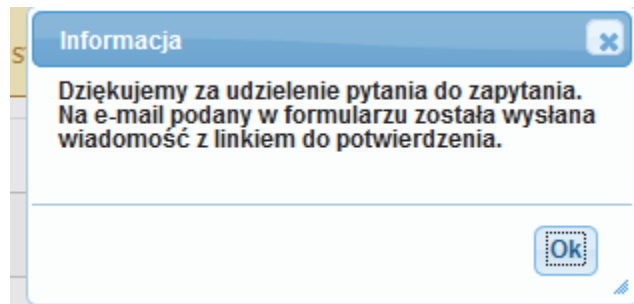 Informacja
Dziękujemy za udzielenie pytania do zapytania.
Na e-mail podany w formularzu została wysłana
wiadomość z linkiem do potwierdzenia.
Ok